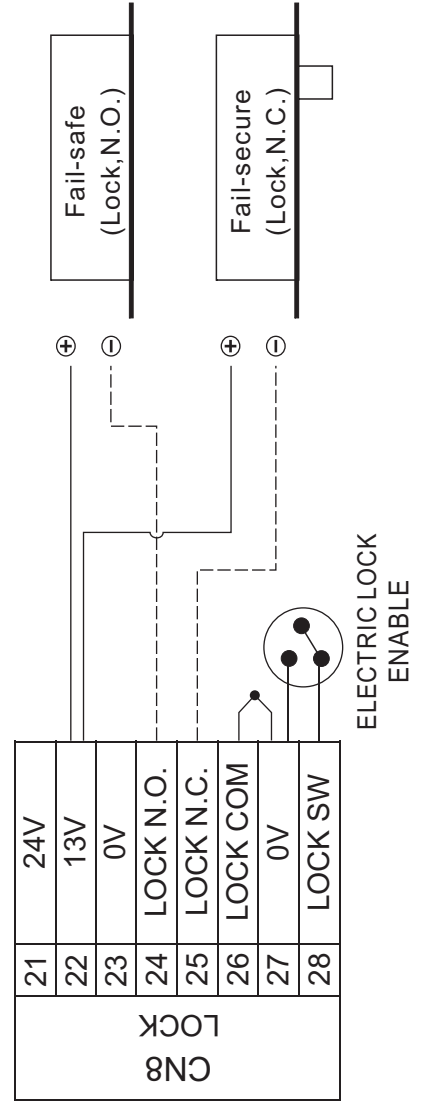 CN8
LOCK
21 24V
22 13V
23 0V
24 LOCK N.O.
25 LOCK N.C.
26 LOCK COM
27 0V
28 LOCK SW
ELECTRIC LOCK
ENABLE
+
−
Fail-safe
(Lock,N.O.)
+
−
Fail-secure
(Lock,N.C.)